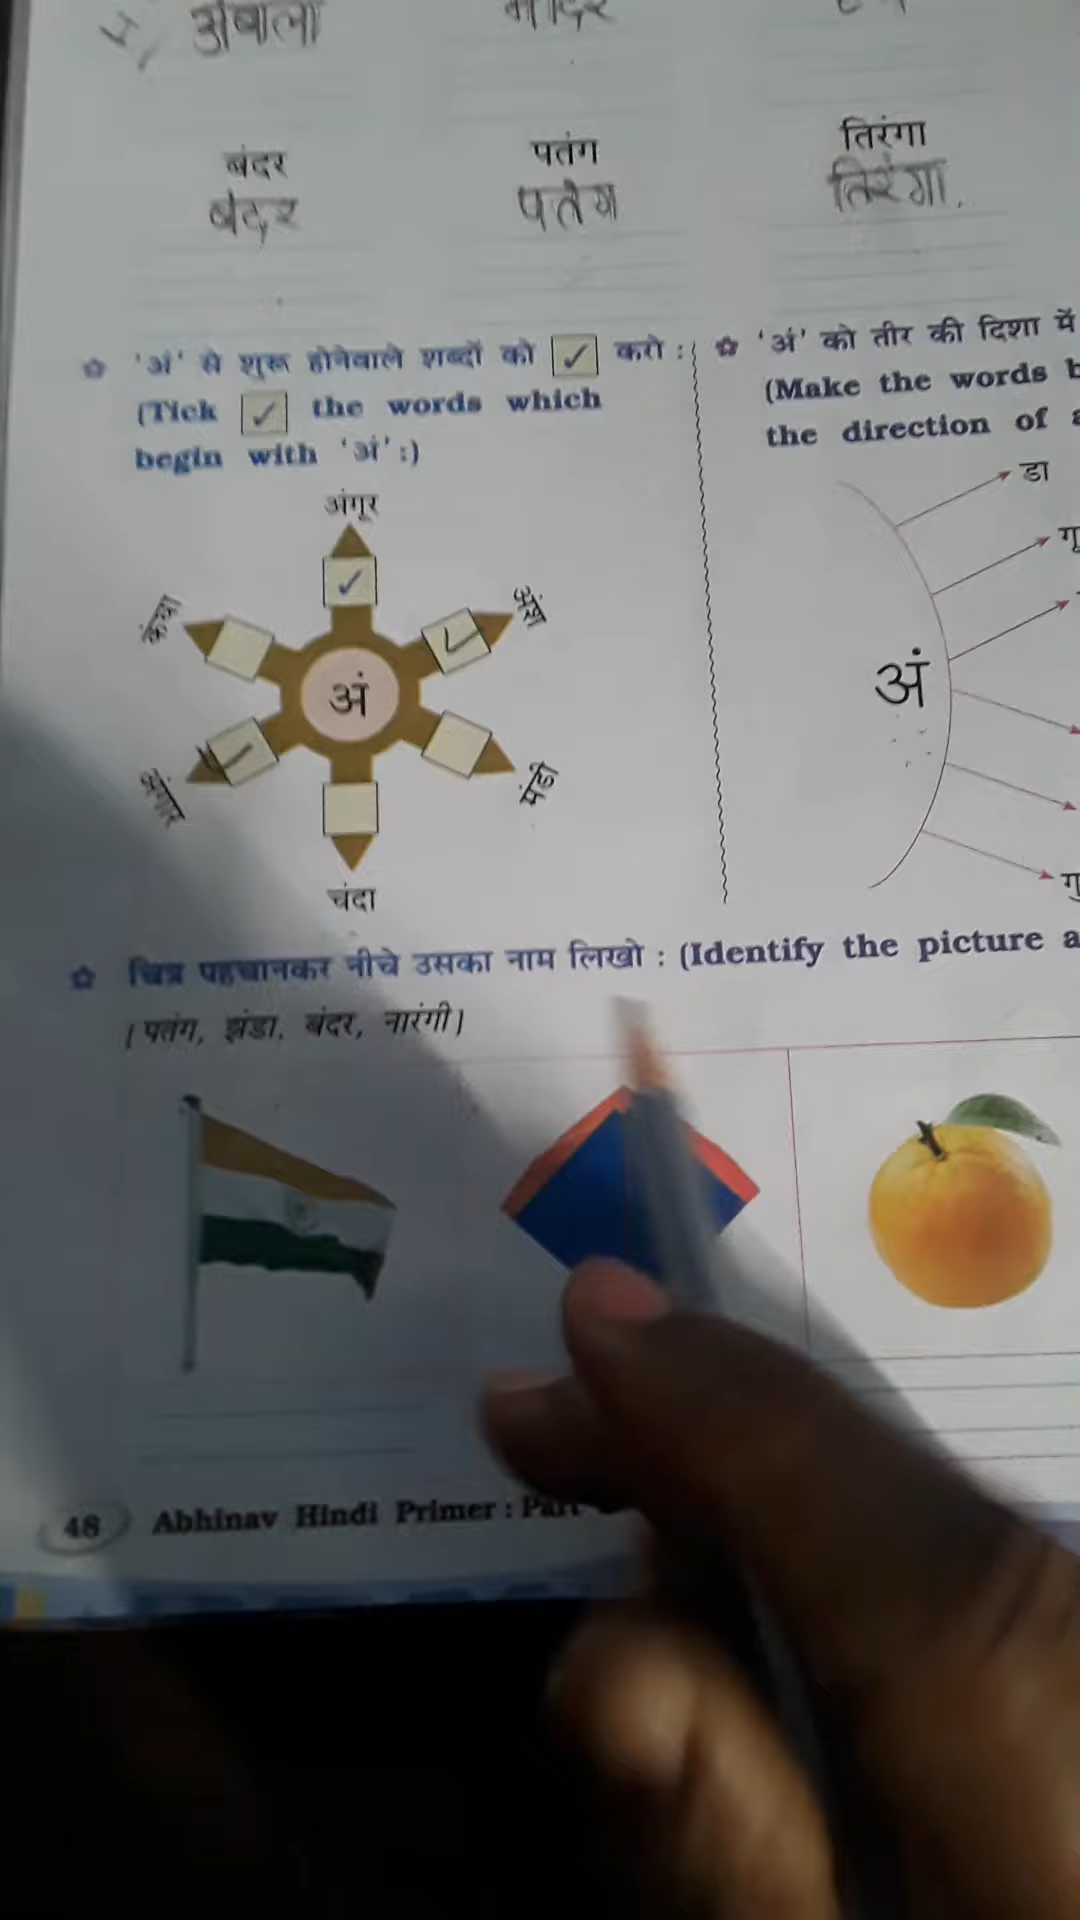 अंबाला
बंदर
पतंग
तिरंगा
बंदर
पतंग
तिरंगा.
'अं' से शुरू होनेवाले शब्दों को ✓ करो :
(Tick ✓ the words which
begin with 'अं' :)
अंगूर
✓
अंश
मंडी
चंदा
अंगार
कंघा
अं
'अं' को तीर की दिशा में
(Make the words
the direction of
डा
गू
अं
गु
चित्र पहचानकर नीचे उसका नाम लिखो : (Identify the picture
[पतंग, झंडा, बंदर, नारंगी]
48 Abhinav Hindi Primer : Part